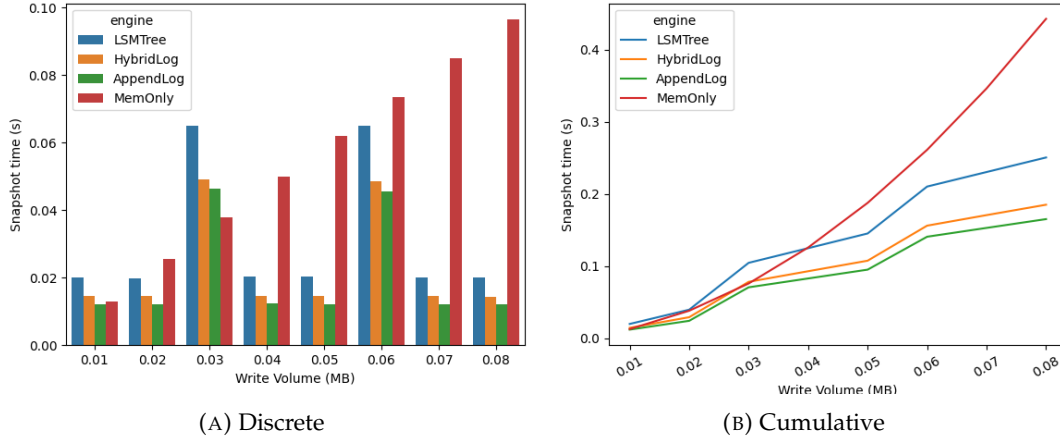 0.10
0.08
0.06
0.04
0.02
0.00
Snapshot time (s)
engine
LSMTree
HybridLog
AppendLog
MemOnly
0.01 0.02 0.03 0.04 0.05 0.06 0.07 0.08
Write Volume (MB)
(A) Discrete
0.4
0.3
0.2
0.1
0.0
Snapshot time (s)
engine
LSMTree
HybridLog
AppendLog
MemOnly
0.01 0.02 0.03 0.04 0.05 0.06 0.07 0.08
Write Volume (MB)
(B) Cumulative